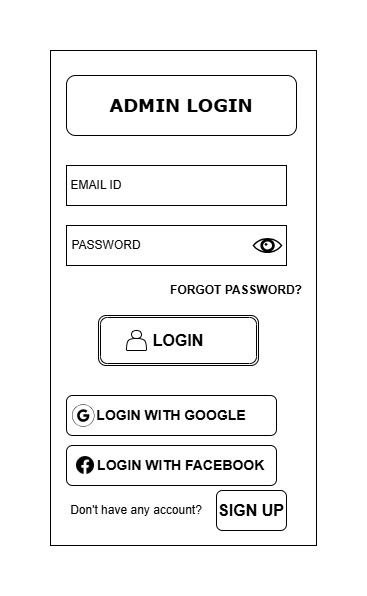 ADMIN LOGIN
EMAIL ID
PASSWORD
FORGOT PASSWORD?
LOGIN
G LOGIN WITH GOOGLE
LOGIN WITH FACEBOOK
Don't have any account? SIGN UP